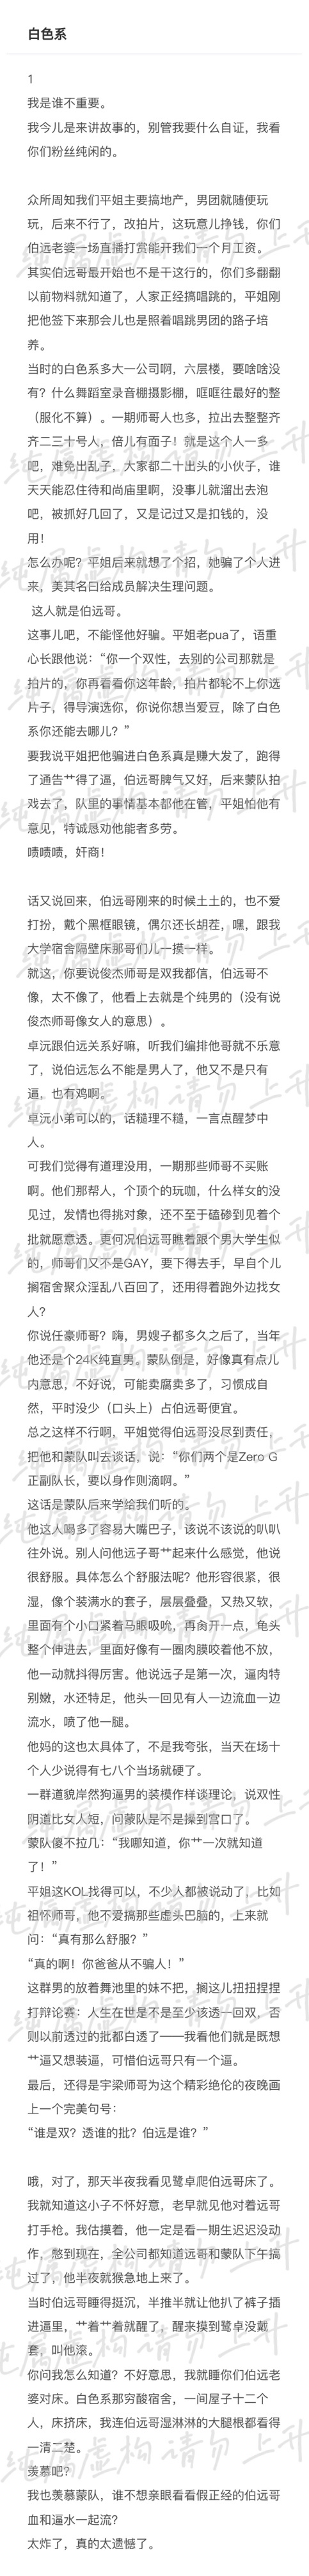 白色系
1
我是谁不重要。
我今儿是来讲故事的，别管我要什么自证，我看
你们粉丝纯闲的。
众所周知我们平姐主要搞地产，男团就随便玩
玩，后来不行了，改拍片，这玩意儿挣钱，你们
伯远老婆一场直播打赏能开我们一个月工资。
其实伯远哥最开始也不是干这行的，你们多翻翻
以前物料就知道了，人家正经搞唱跳的，平姐刚
把他签下来那会儿也是照着唱跳男团的路子培
养。
当时的白色系多大一公司啊，六层楼，要啥啥没
有？什么舞蹈室录音棚摄影棚，哐哐往最好的整
（服化不算）。一期师哥人也多，拉出去整整齐
齐二三十号人，倍儿有面子！就是这个人一多
吧，难免出乱子，大家都二十出头的小伙子，谁
天天能忍住待和尚庙里啊，没事儿就溜出去泡
吧，被抓好几回了，又是记过又是扣钱的，没
用！
怎么办呢？平姐后来就想了个招，她骗了个人进
来，美其名曰给成员解决生理问题。
这人就是伯远哥。
这事儿吧，不能怪他好骗。平姐老pua了，语重
心长跟他说：“你一个双性，去别的公司那就是
拍片的，你再看看你这年龄，拍片都轮不上你选
片子，得导演选你，你说你想当爱豆，除了白色
系你还能去哪儿？”
要我说平姐把他骗进白色系真是赚大发了，跑得
了通告艹得了逼，伯远哥脾气又好，后来蒙队拍
戏去了，队里的事情基本都他在管，平姐怕他有
意见，特诚恳劝他能者多劳。
啧啧啧，奸商！
话又说回来，伯远哥刚来的时候土土的，也不爱
打扮，戴个黑框眼镜，偶尔还长胡茬，嘿，跟我
大学宿舍隔壁床那哥们儿一摸一样。
就这，你要说俊杰师哥是双我都信，伯远哥不
像，太不像了，他看上去就是个纯男的（没有说
俊杰师哥像女人的意思）。
卓沅跟伯远关系好嘛，听我们编排他哥就不乐意
了，说伯远怎么不能是男人了，他又不是只有
逼，也有鸡啊。
卓沅小弟可以的，话糙理不糙，一言点醒梦中
人。
可我们觉得有道理没用，一期那些师哥不买账
啊。他们那帮人，个顶个的玩咖，什么样女的没
见过，发情也得挑对象，还不至于磕碜到见着个
批就愿意透。更何况伯远哥瞧着跟个男大学生似
的，师哥们又不是GAY，要下得去手，早自个儿
搁宿舍聚众淫乱八百回了，还用得着跑外边找女
人？
你说任豪师哥？嗨，男嫂子都多久之后了，当年
他还是个24K纯直男。蒙队倒是，好像真有点儿
内意思，不好说，可能卖腐卖多了，习惯成自
然，平时没少（口头上）占伯远哥便宜。
总之这样不行啊，平姐觉得伯远哥没尽到责任，
把他和蒙队叫去谈话，说：“你们两个是Zero G
正副队长，要以身作则滴啊。”
这话是蒙队后来学给我们听的。
他这人喝多了容易大嘴巴子，该说不该说的叭叭
往外说。别人问他远子哥艹起来什么感觉，他说
很舒服。具体怎么个舒服法呢？他形容很紧，很
湿，像个装满水的套子，层层叠叠，又热又软，
里面有个小口紧着马眼吸吮，再肏开一点，龟头
整个伸进去，里面好像有一圈肉膜咬着他不放，
他一动就抖得厉害。他说远子是第一次，逼肉特
别嫩，水还特足，他头一回见有人一边流血一边
流水，喷了他一腿。
他妈的这也太具体了，不是我夸张，当天在场十
个人少说得有七八个当场就硬了。
一群道貌岸然狗逼男的装模作样谈理论，说双性
阴道比女人短，问蒙队是不是操到宫口了。
蒙队傻不拉几：“我哪知道，你艹一次就知道
了！”
平姐这KOL找得可以，不少人都被说动了，比如
祖怀师哥，他不爱搞那些虚头巴脑的，上来就
问：“真有那么舒服？”
“真的啊！你爸爸从不骗人！”
这群男的放着舞池里的妹不把，搁这儿扭扭捏捏
打辩论赛：人生在世是不是至少该透一回双，否
则以前透过的批都白透了——我看他们就是既想
艹逼又想装逼，可惜伯远哥只有一个逼。
最后，还得是宇梁师哥为这个精彩绝伦的夜晚画
上一个完美句号：
“谁是双？透谁的批？伯远是谁？”
哦，对了，那天半夜我看见鹭卓爬伯远哥床了。
我就知道这小子不怀好意，老早就见他对着远哥
打手枪。我估摸着，他一定是看一期生迟迟没动
作，憋到现在，全公司都知道远哥和蒙队下午搞
过了，他半夜就猴急地上来了。
当时伯远哥睡得挺沉，半推半就让他扒了裤子插
进逼里，艹着艹着就醒了，醒来摸到鹭卓没戴
套，叫他滚。
你问我怎么知道？不好意思，我就睡你们伯远老
婆对床。白色系那穷酸宿舍，一间屋子十二个
人，床挤床，我连伯远哥湿淋淋的大腿根都看得
一清二楚。
羡慕吧？
我也羡慕蒙队，谁不想亲眼看看假正经的伯远哥
血和逼水一起流？
太炸了，真的太遗憾了。
纯属虚构 请勿上升